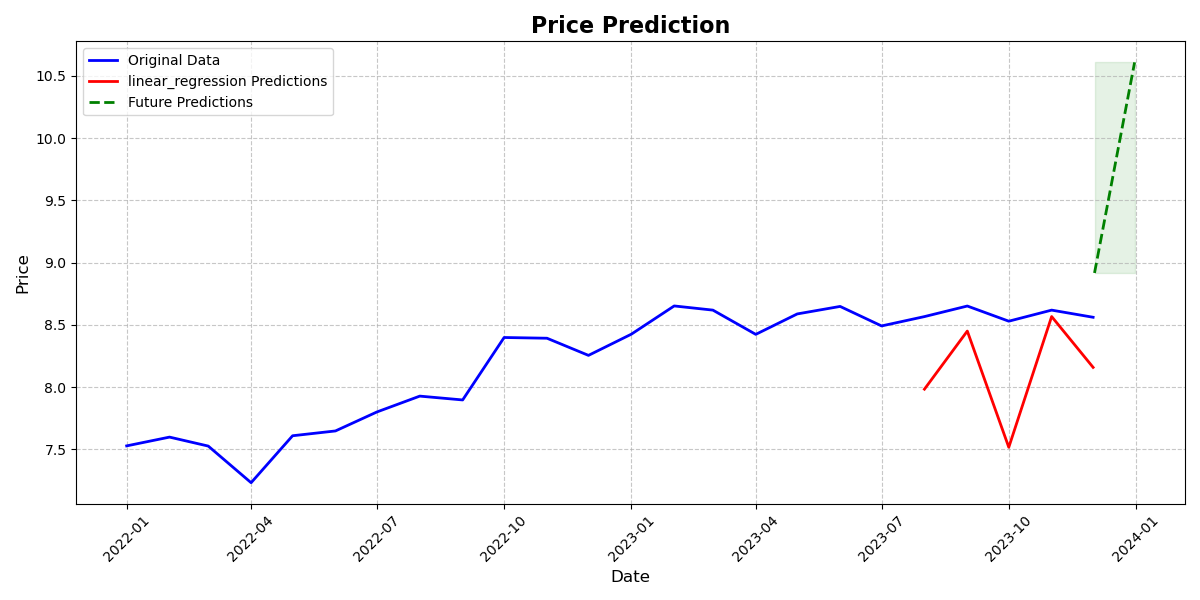 Price Prediction
Original Data
linear_regression Predictions
Future Predictions
10.5
10.0
9.5
9.0
8.5
8.0
7.5
Price
2022-01
2022-04
2022-07
2022-10
2023-01
2023-04
2023-07
2023-10
2024-01
Date